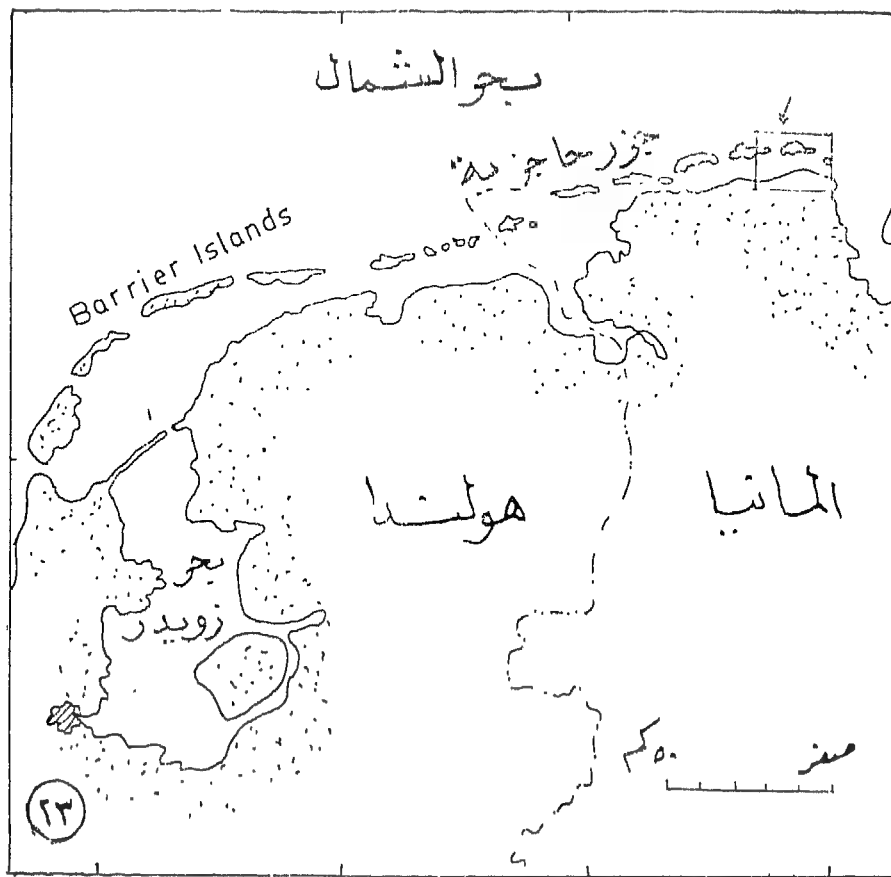 بحر الشمال
جزر حاجزية
Barrier Islands
هولندا
المانيا
بحر
زويدر
صفر ٥٠ كم
٢٣